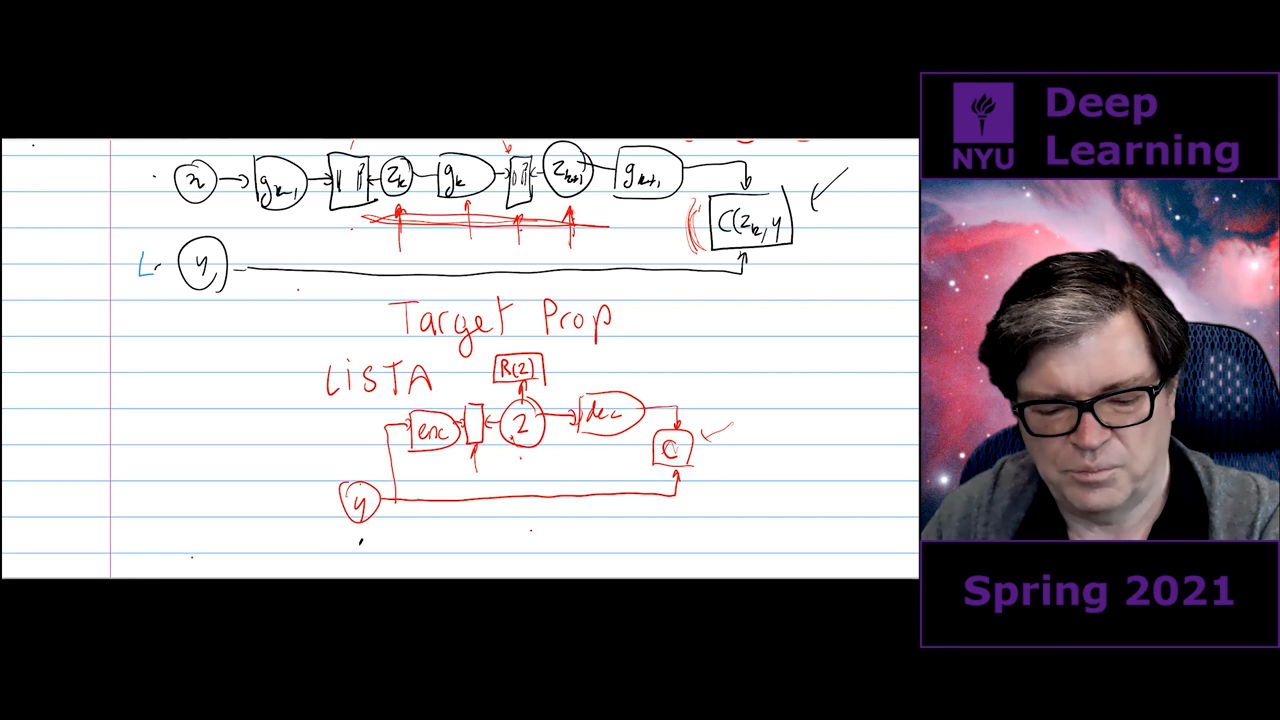 x g_{k-1} || || z_k g_k || || z_{k+1} g_{k+1}
C(z_k, y
L y
Target Prop
LISTA R(z)
enc z dec
C
y
NYU
Deep
Learning
Spring 2021